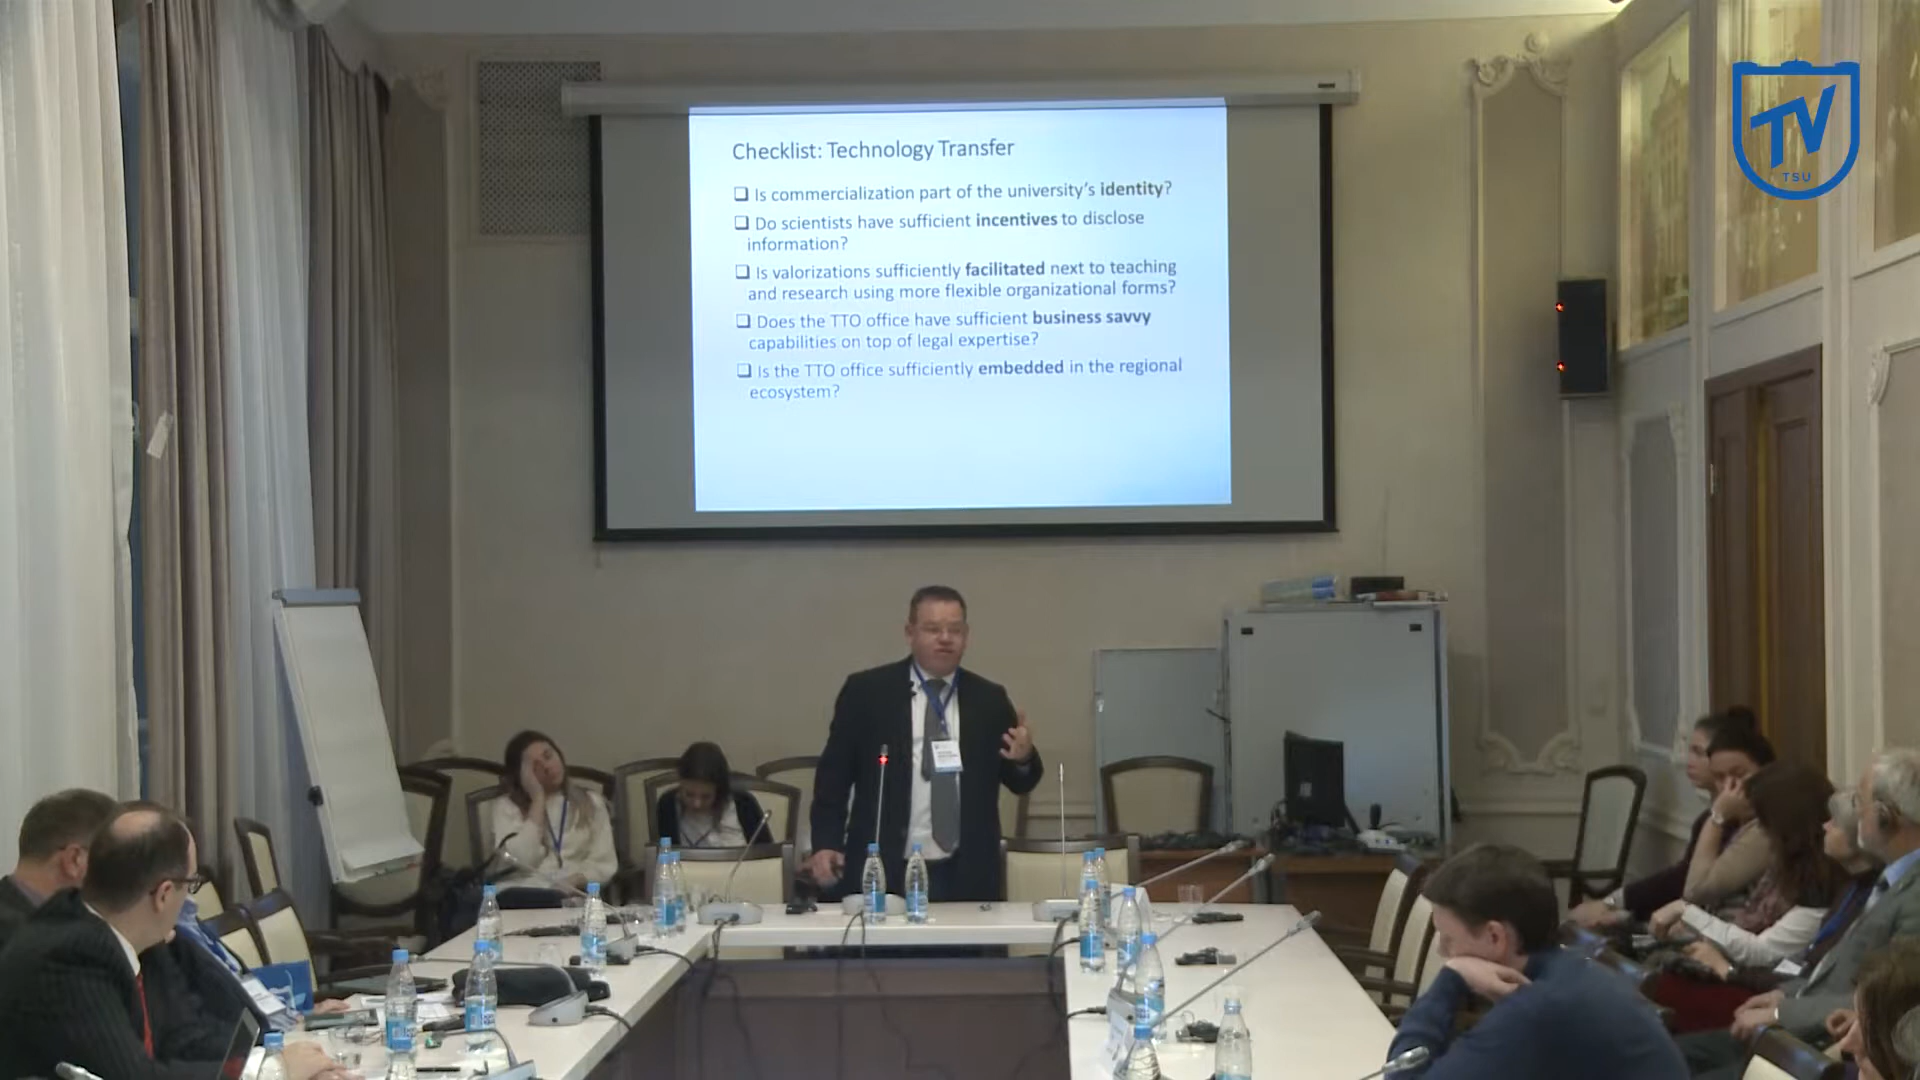 Checklist: Technology Transfer
❑ Is commercialization part of the university's identity?
❑ Do scientists have sufficient incentives to disclose
information?
❑ Is valorizations sufficiently facilitated next to teaching
and research using more flexible organizational forms?
❑ Does the TTO office have sufficient business savvy
capabilities on top of legal expertise?
❑ Is the TTO office sufficiently embedded in the regional
ecosystem?
TV
TSU